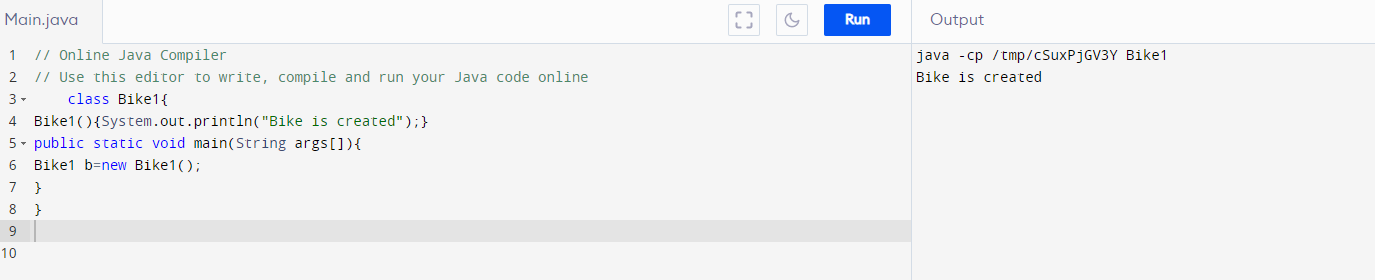 Main.java
Run
Output
1 // Online Java Compiler
2 // Use this editor to write, compile and run your Java code online
3 class Bike1{
4 Bike1(){System.out.println("Bike is created");}
5 public static void main(String args[]){
6 Bike1 b=new Bike1();
7 }
8 }
9
10
java -cp /tmp/cSuxPjGV3Y Bike1
Bike is created